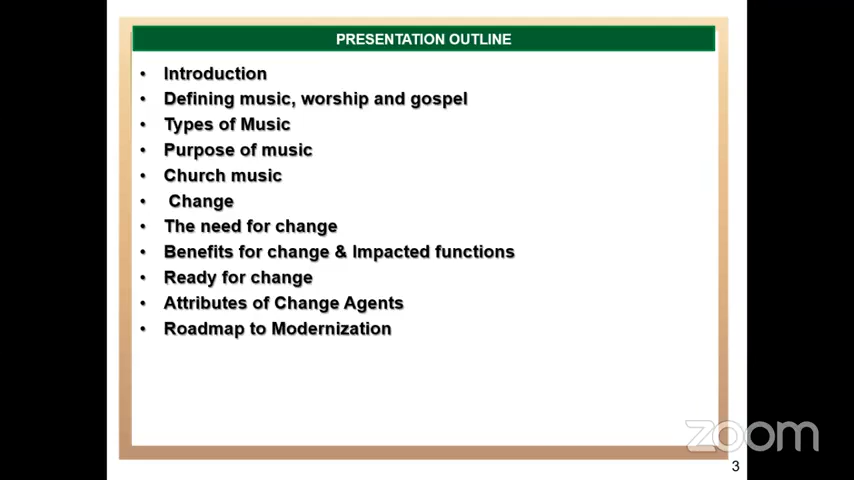 PRESENTATION OUTLINE
• Introduction
• Defining music, worship and gospel
• Types of Music
• Purpose of music
• Church music
• Change
• The need for change
• Benefits for change & Impacted functions
• Ready for change
• Attributes of Change Agents
• Roadmap to Modernization
zoom
3